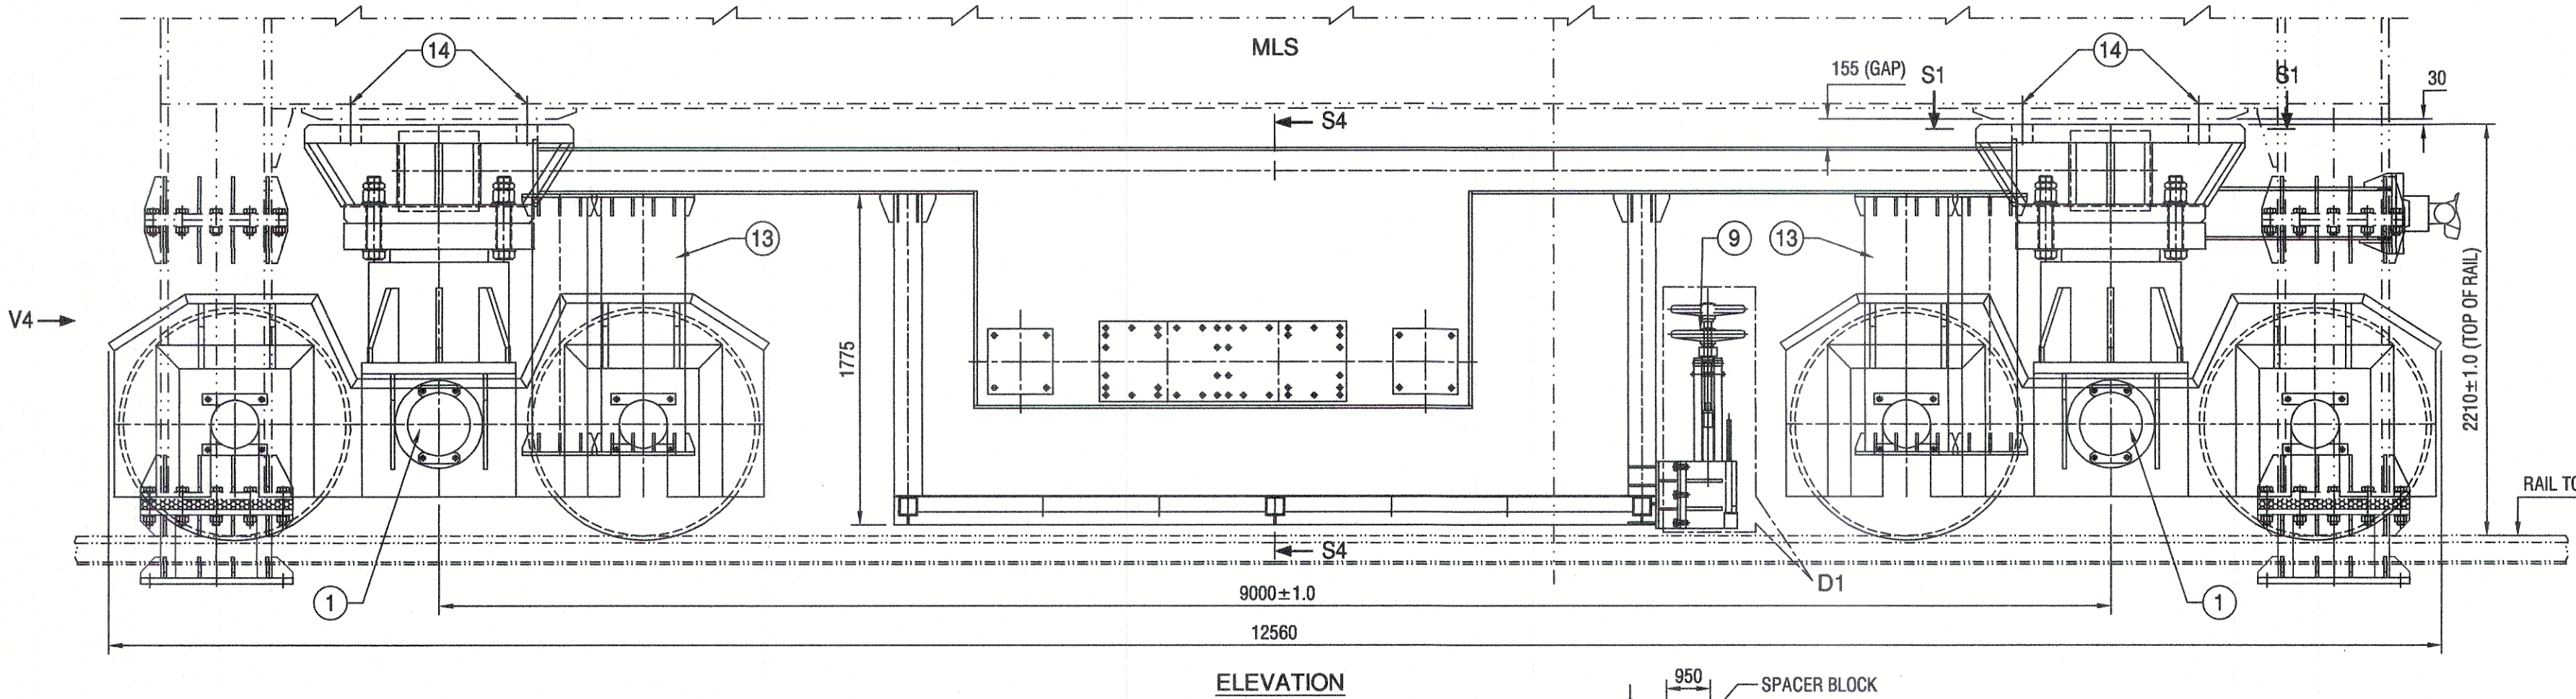 MLS
14
14
155 (GAP)
S1
S1
30
S4
13
9
13
V4
1775
2210±1.0 (TOP OF RAIL)
RAIL TO
S4
D1
1
9000±1.0
1
12560
ELEVATION
950
SPACER BLOCK